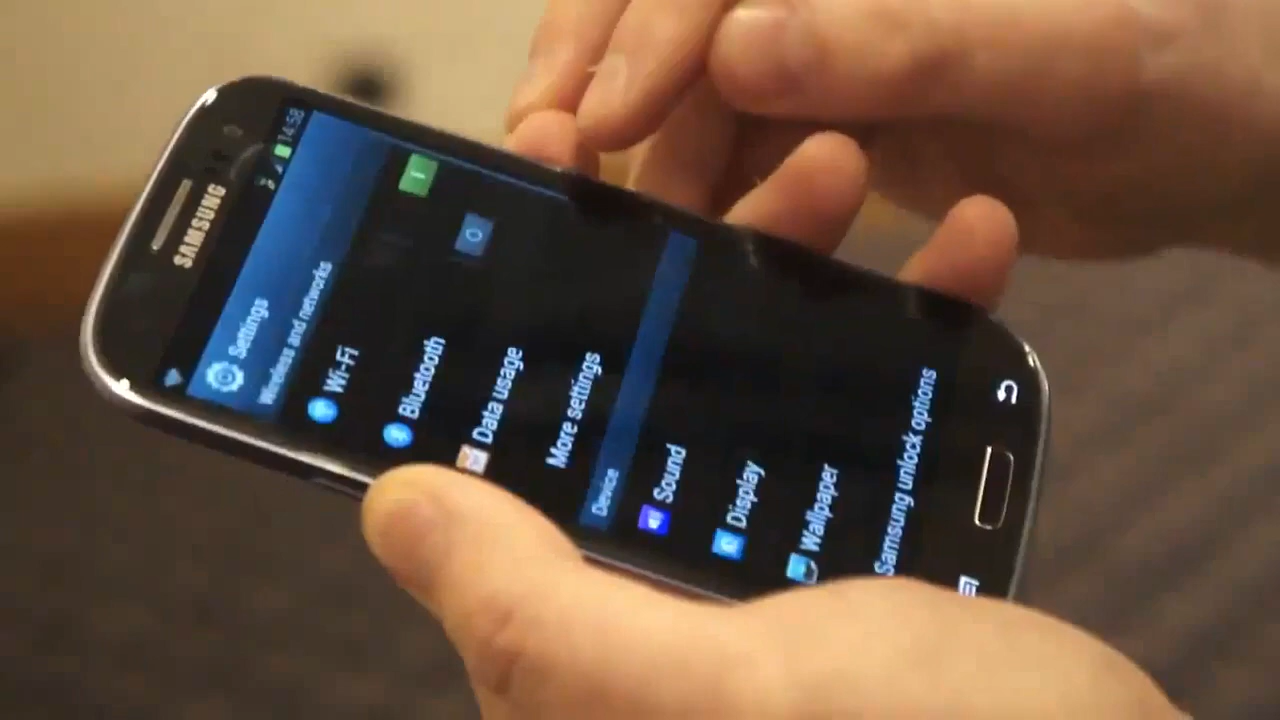 SAMSUNG
14:58
Settings
Wireless and networks
Wi-Fi
Bluetooth
Data usage
More settings
Device
Sound
Display
Wallpaper
Samsung unlock options